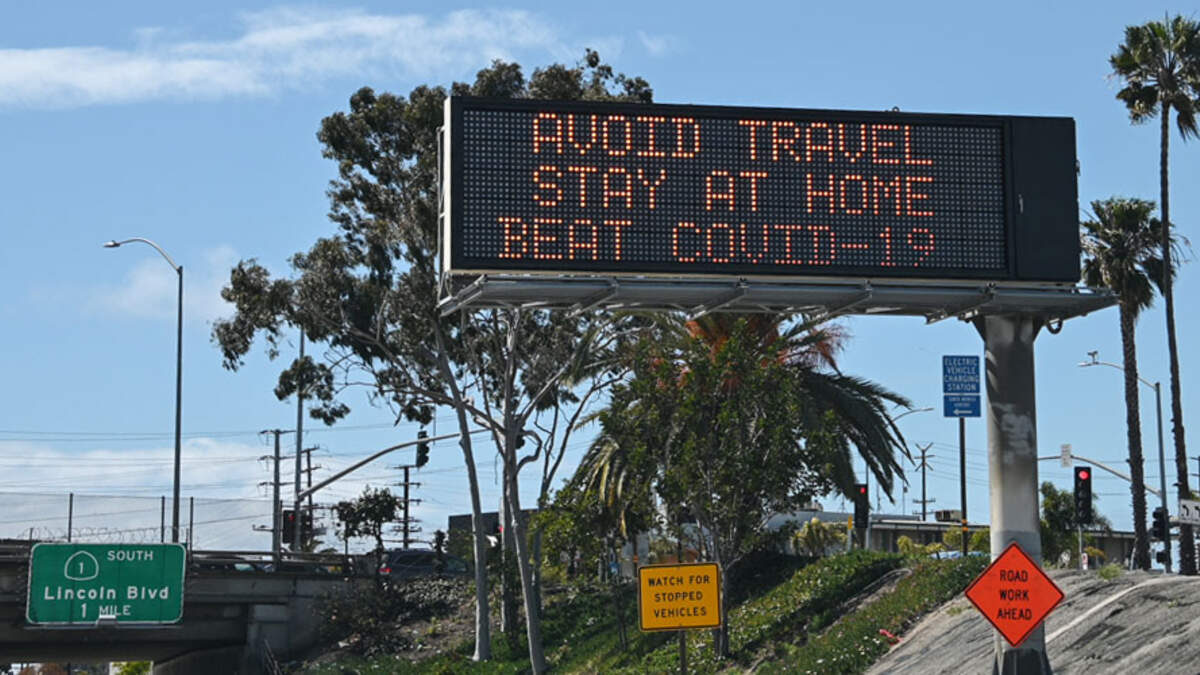 AVOID TRAVEL
STAY AT HOME
BEAT COVID-19
ELECTRIC
VEHICLE
CHARGING
STATION
1 SOUTH
Lincoln Blvd
1 MILE
WATCH FOR
STOPPED
VEHICLES
ROAD
WORK
AHEAD